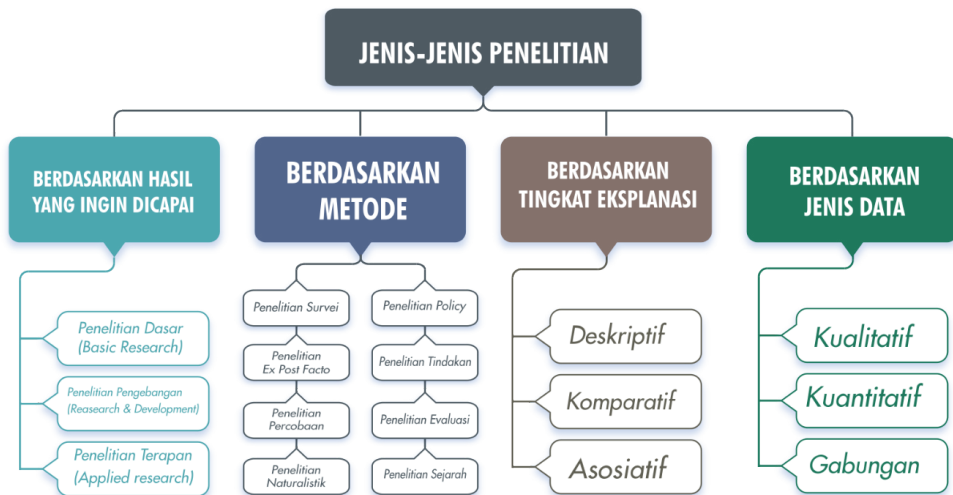 JENIS-JENIS PENELITIAN
BERDASARKAN HASIL
YANG INGIN DICAPAI
Penelitian Dasar
(Basic Research)
Penelitian Pengebangan
(Reasearch & Development)
Penelitian Terapan
(Applied research)
BERDASARKAN
METODE
Penelitian Survei
Penelitian
Ex Post Facto
Penelitian
Percobaan
Penelitian
Naturalistik
Penelitian Policy
Penelitian Tindakan
Penelitian Evaluasi
Penelitian Sejarah
BERDASARKAN
TINGKAT EKSPLANASI
Deskriptif
Komparatif
Asosiatif
BERDASARKAN
JENIS DATA
Kualitatif
Kuantitatif
Gabungan